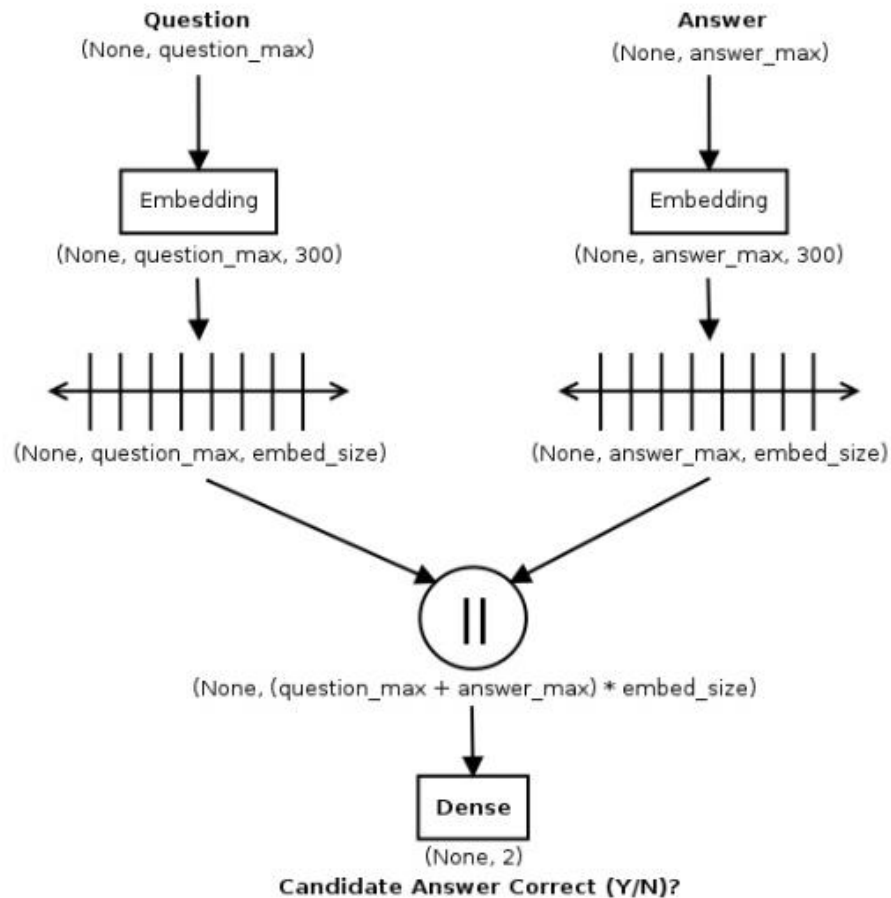 Question
(None, question_max)
Answer
(None, answer_max)
Embedding
Embedding
(None, question_max, 300)
(None, answer_max, 300)
(None, question_max, embed_size)
(None, answer_max, embed_size)
||
(None, (question_max + answer_max) * embed_size)
Dense
(None, 2)
Candidate Answer Correct (Y/N)?